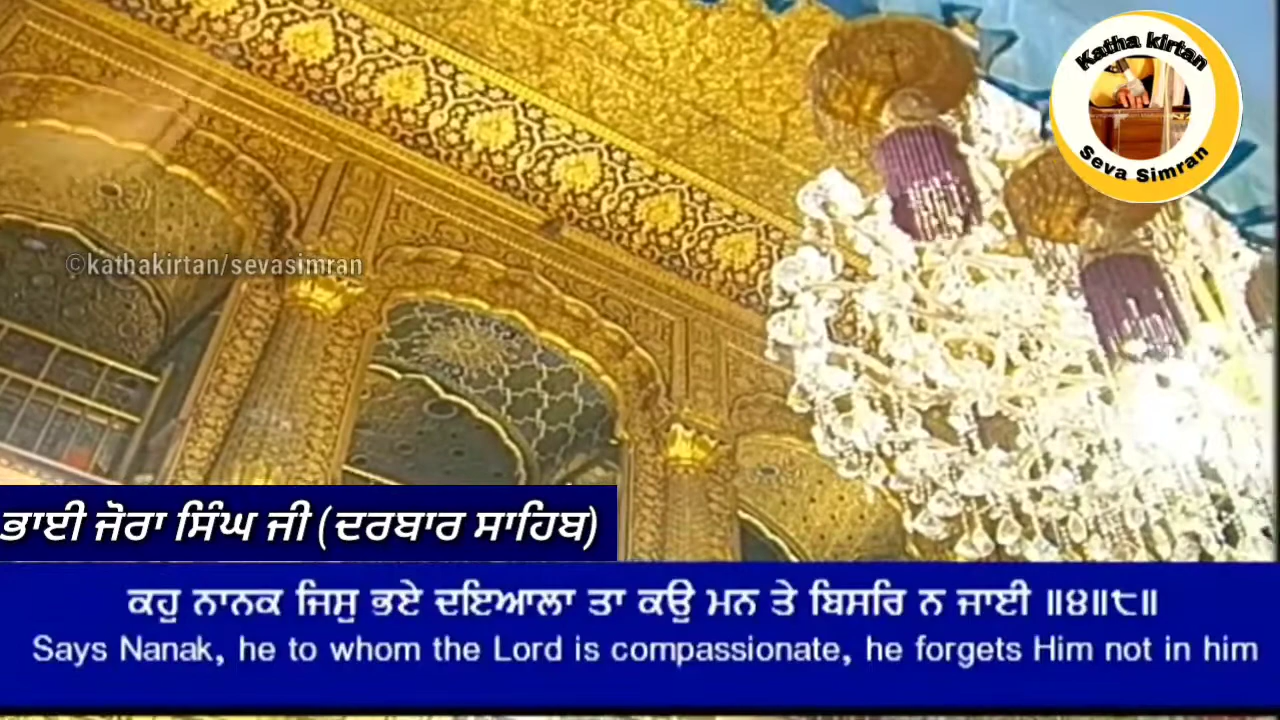 Katha kirtan
Seva Simran
©kathakirtan/sevasimran
ਭਾਈ ਜੋਰਾ ਸਿੰਘ ਜੀ (ਦਰਬਾਰ ਸਾਹਿਬ)
ਕਹੁ ਨਾਨਕ ਜਿਸੁ ਭਏ ਦਇਆਲਾ ਤਾ ਕਉ ਮਨ ਤੇ ਬਿਸਰਿ ਨ ਜਾਈ ॥੪॥੮॥
Says Nanak, he to whom the Lord is compassionate, he forgets Him not in him